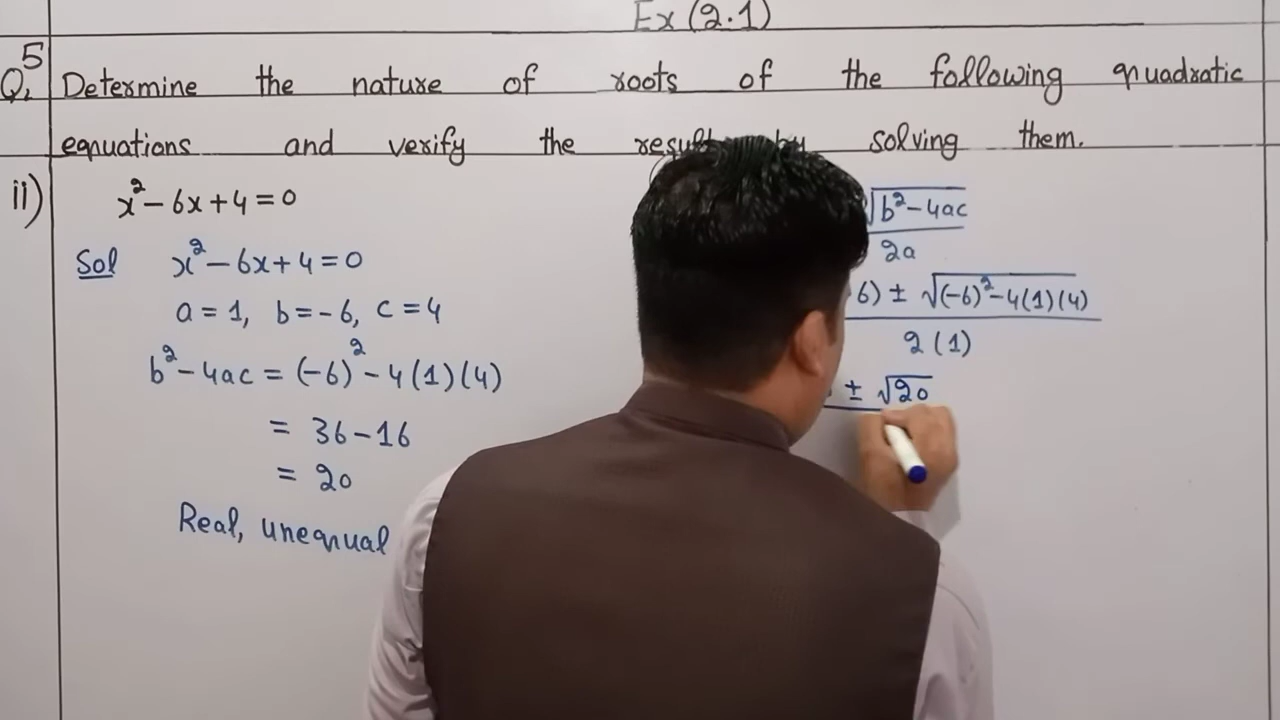 Ex (2.1)
Q.5 Determine the nature of roots of the following quadratic
equations and verify the result by solving them.
ii) x² - 6x + 4 = 0
Sol x² - 6x + 4 = 0
a = 1, b = -6, c = 4
b² - 4ac = (-6)² - 4(1)(4)
= 36 - 16
= 20
Real, unequal
√b² - 4ac
2a
6) ± √(-6)² - 4(1)(4)
2(1)
± √20